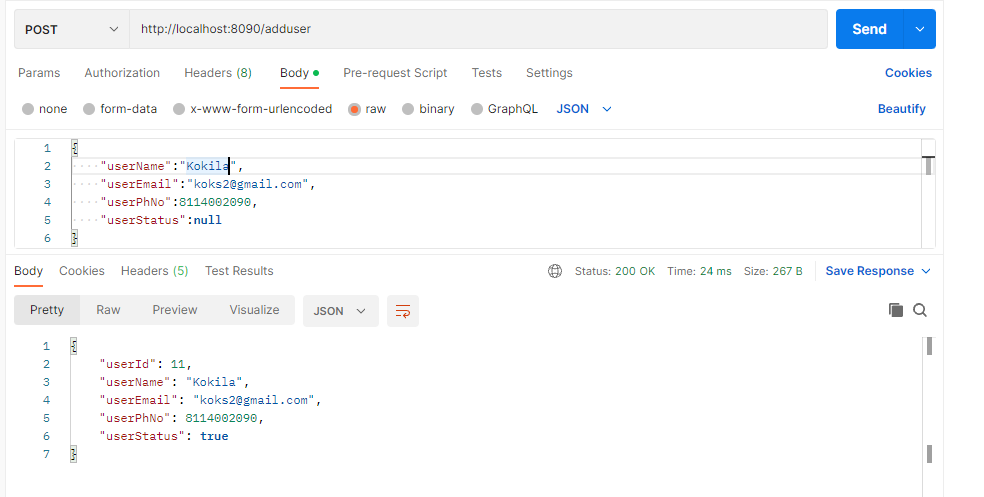 POST http://localhost:8090/adduser Send
Params Authorization Headers (8) Body Pre-request Script Tests Settings Cookies
none form-data x-www-form-urlencoded raw binary GraphQL JSON Beautify
1 {
2 "userName":"Kokila",
3 "userEmail":"koks2@gmail.com",
4 "userPhNo":8114002090,
5 "userStatus":null
6 }
Body Cookies Headers (5) Test Results Status: 200 OK Time: 24 ms Size: 267 B Save Response
Pretty Raw Preview Visualize JSON
1 {
2 "userId": 11,
3 "userName": "Kokila",
4 "userEmail": "koks2@gmail.com",
5 "userPhNo": 8114002090,
6 "userStatus": true
7 }